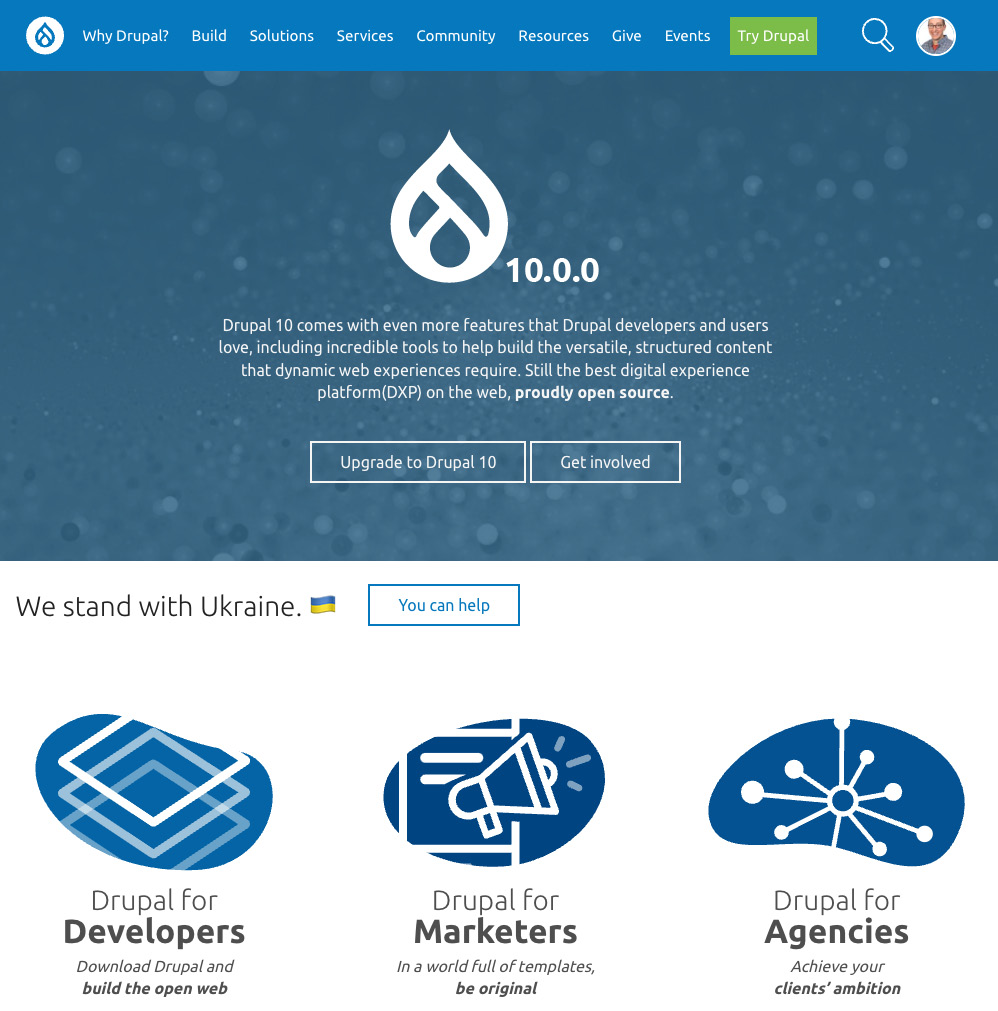 Why Drupal? Build Solutions Services Community Resources Give Events Try Drupal
10.0.0
Drupal 10 comes with even more features that Drupal developers and users
love, including incredible tools to help build the versatile, structured content
that dynamic web experiences require. Still the best digital experience
platform(DXP) on the web, proudly open source.
Upgrade to Drupal 10 Get involved
We stand with Ukraine. 🇺🇦 You can help
Drupal for
Developers
Download Drupal and
build the open web
Drupal for
Marketers
In a world full of templates,
be original
Drupal for
Agencies
Achieve your
clients’ ambition